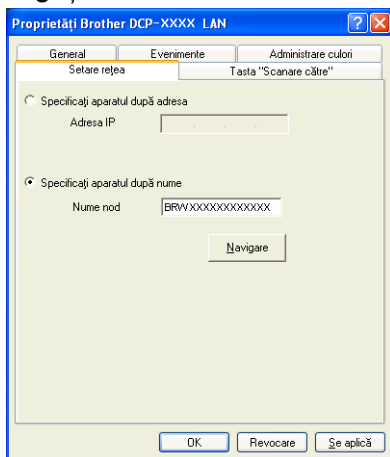 Proprietăți Brother DCP-XXXX LAN
General Evenimente Administrare culori
Setare rețea Tasta "Scanare către"
Specificați aparatul după adresa
Adresa IP
Specificați aparatul după nume
Nume nod BRWXXXXXXXXXXXX
Navigare
OK Revocare Se aplică